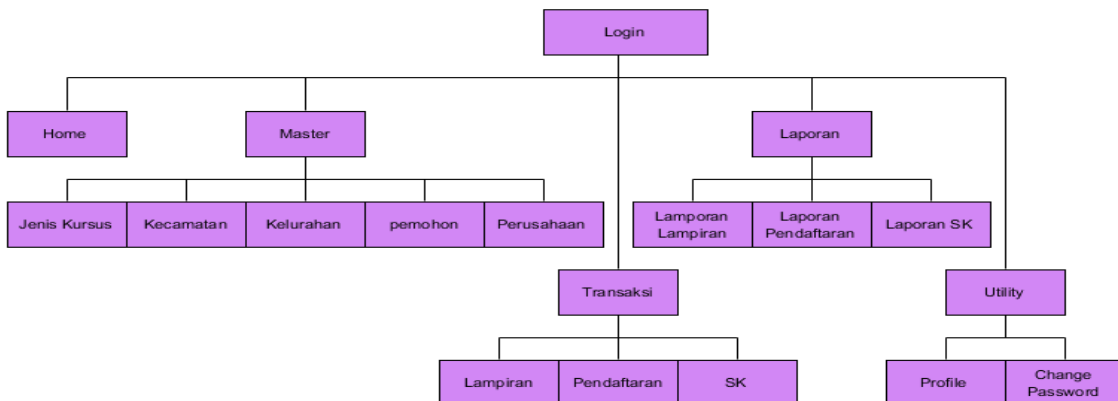 Login
Home
Master
Laporan
Jenis Kursus
Kecamatan
Kelurahan
pemohon
Perusahaan
Lamporan
Lampiran
Laporan
Pendaftaran
Laporan SK
Transaksi
Utility
Lampiran
Pendaftaran
SK
Profile
Change
Password